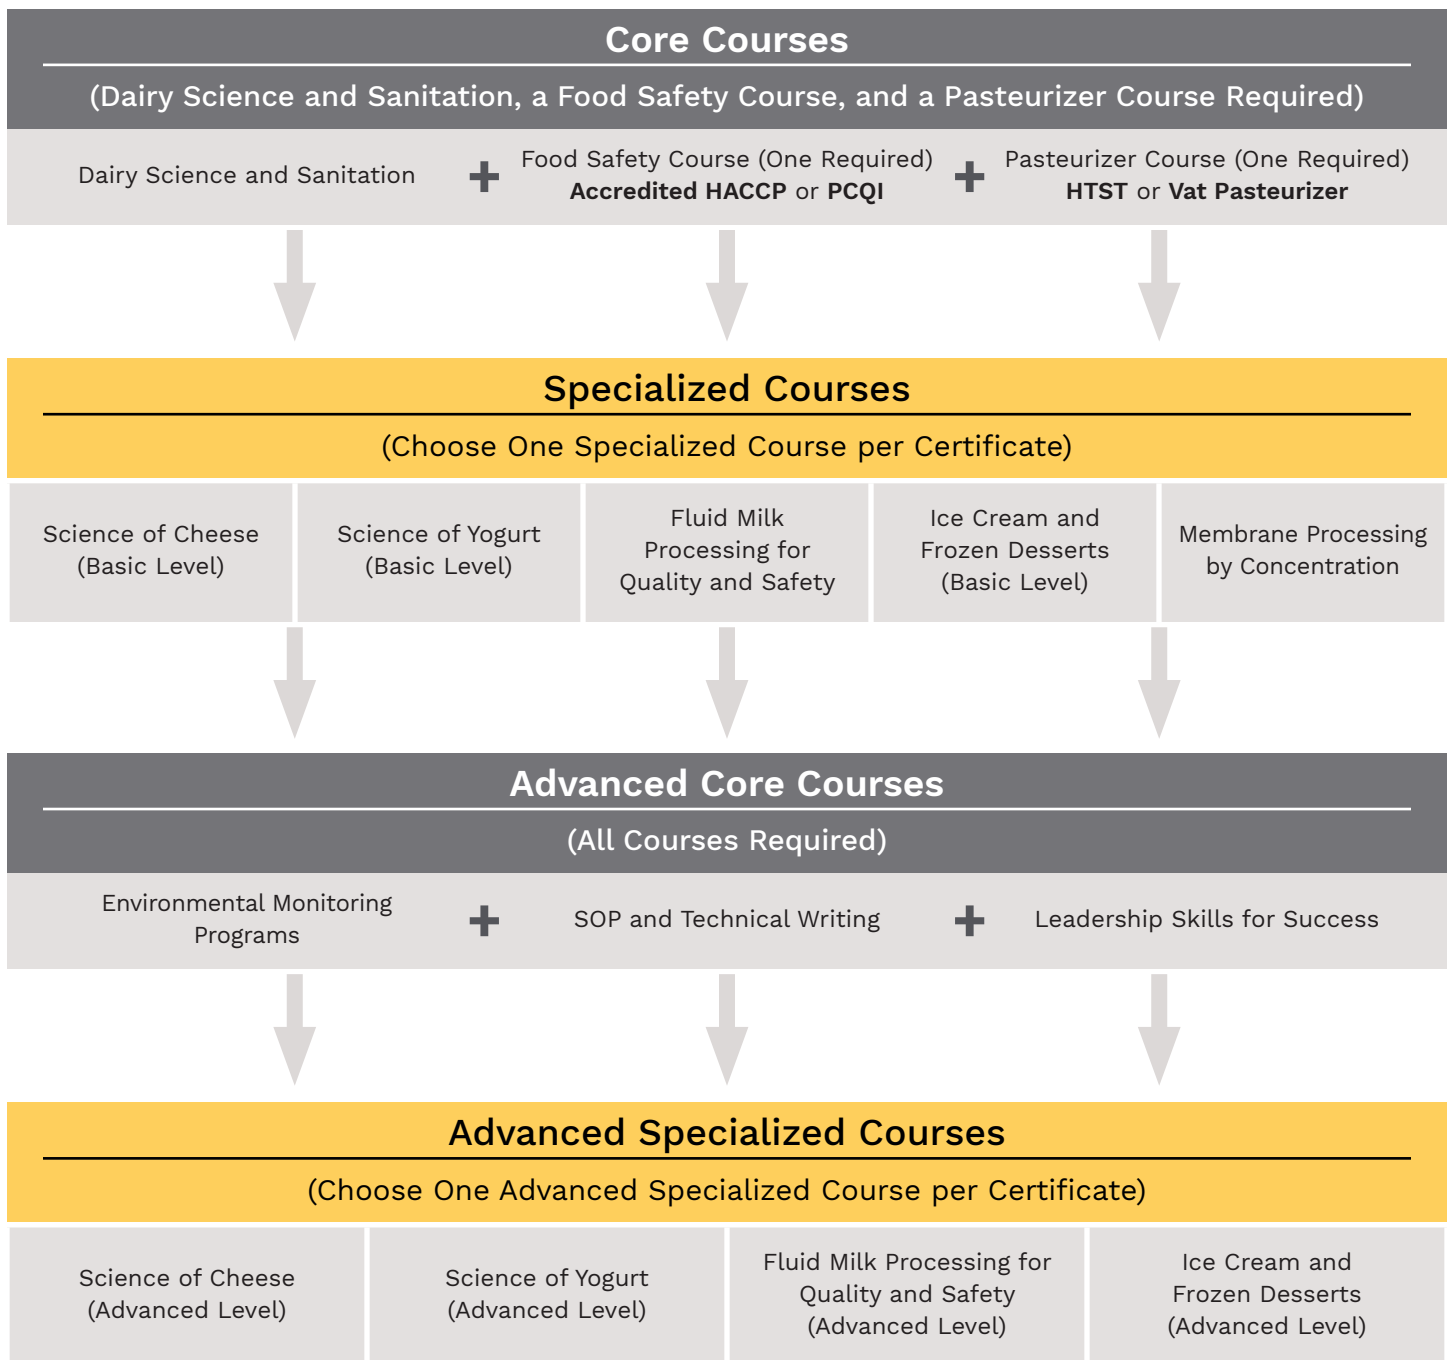 Core Courses
(Dairy Science and Sanitation, a Food Safety Course, and a Pasteurizer Course Required)
Dairy Science and Sanitation
+
Food Safety Course (One Required)
Accredited HACCP or PCQI
+
Pasteurizer Course (One Required)
HTST or Vat Pasteurizer
Specialized Courses
(Choose One Specialized Course per Certificate)
Science of Cheese
(Basic Level)
Science of Yogurt
(Basic Level)
Fluid Milk
Processing for
Quality and Safety
Ice Cream and
Frozen Desserts
(Basic Level)
Membrane Processing
by Concentration
Advanced Core Courses
(All Courses Required)
Environmental Monitoring
Programs
+
SOP and Technical Writing
+
Leadership Skills for Success
Advanced Specialized Courses
(Choose One Advanced Specialized Course per Certificate)
Science of Cheese
(Advanced Level)
Science of Yogurt
(Advanced Level)
Fluid Milk Processing for
Quality and Safety
(Advanced Level)
Ice Cream and
Frozen Desserts
(Advanced Level)